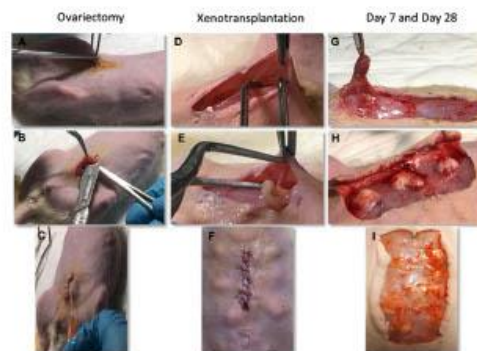 Ovariectomy Xenotransplantation Day 7 and Day 28
A D G
B E H
C F I